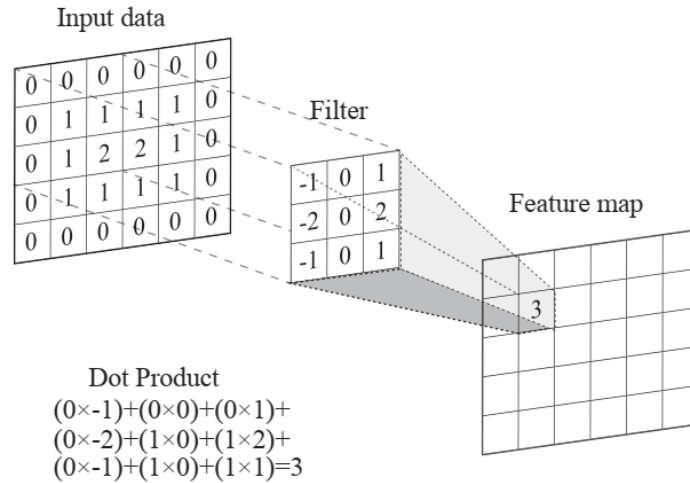 Input data
0 0 0 0 0 0
0 1 1 1 1 0
0 1 2 2 1 0
0 1 1 1 1 0
0 0 0 0 0 0
Filter
-1 0 1
-2 0 2
-1 0 1
Feature map
3
Dot Product
(0×-1)+(0×0)+(0×1)+
(0×-2)+(1×0)+(1×2)+
(0×-1)+(1×0)+(1×1)=3